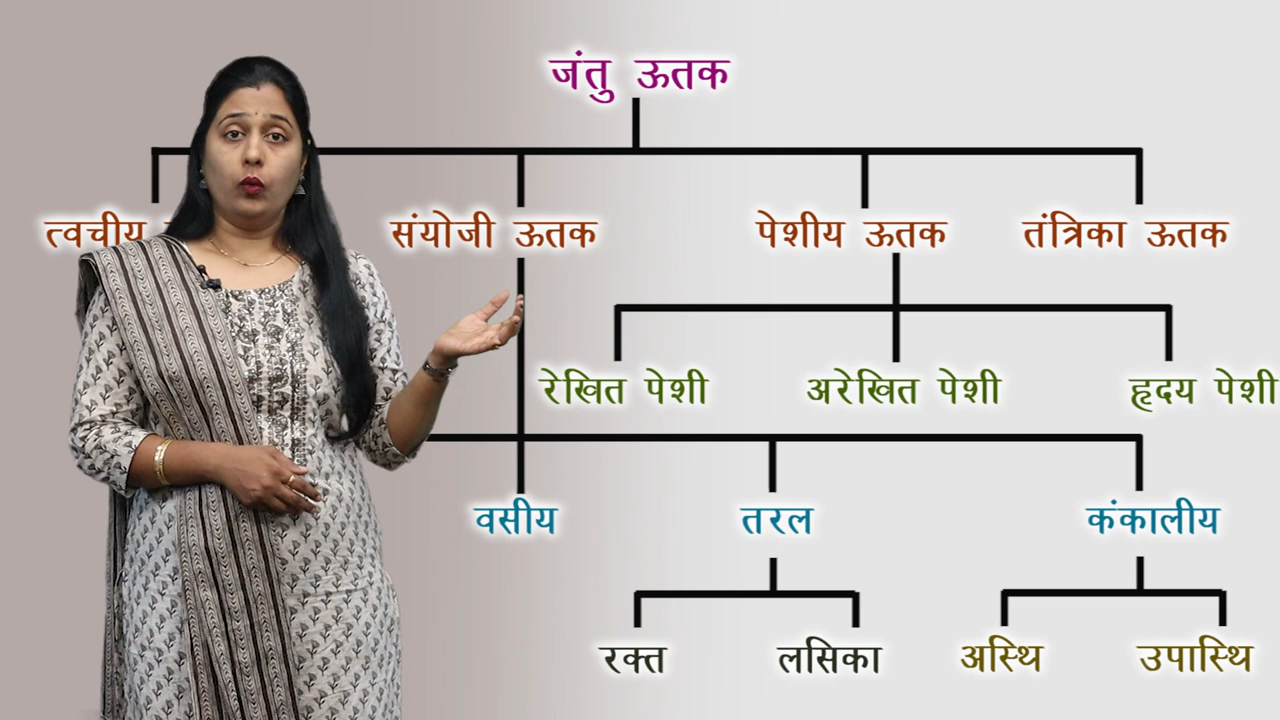 जंतु ऊतक
त्वचीय
संयोजी ऊतक
पेशीय ऊतक
तंत्रिका ऊतक
रेखित पेशी
अरेखित पेशी
हृदय पेशी
वसीय
तरल
कंकालीय
रक्त
लसिका
अस्थि
उपास्थि